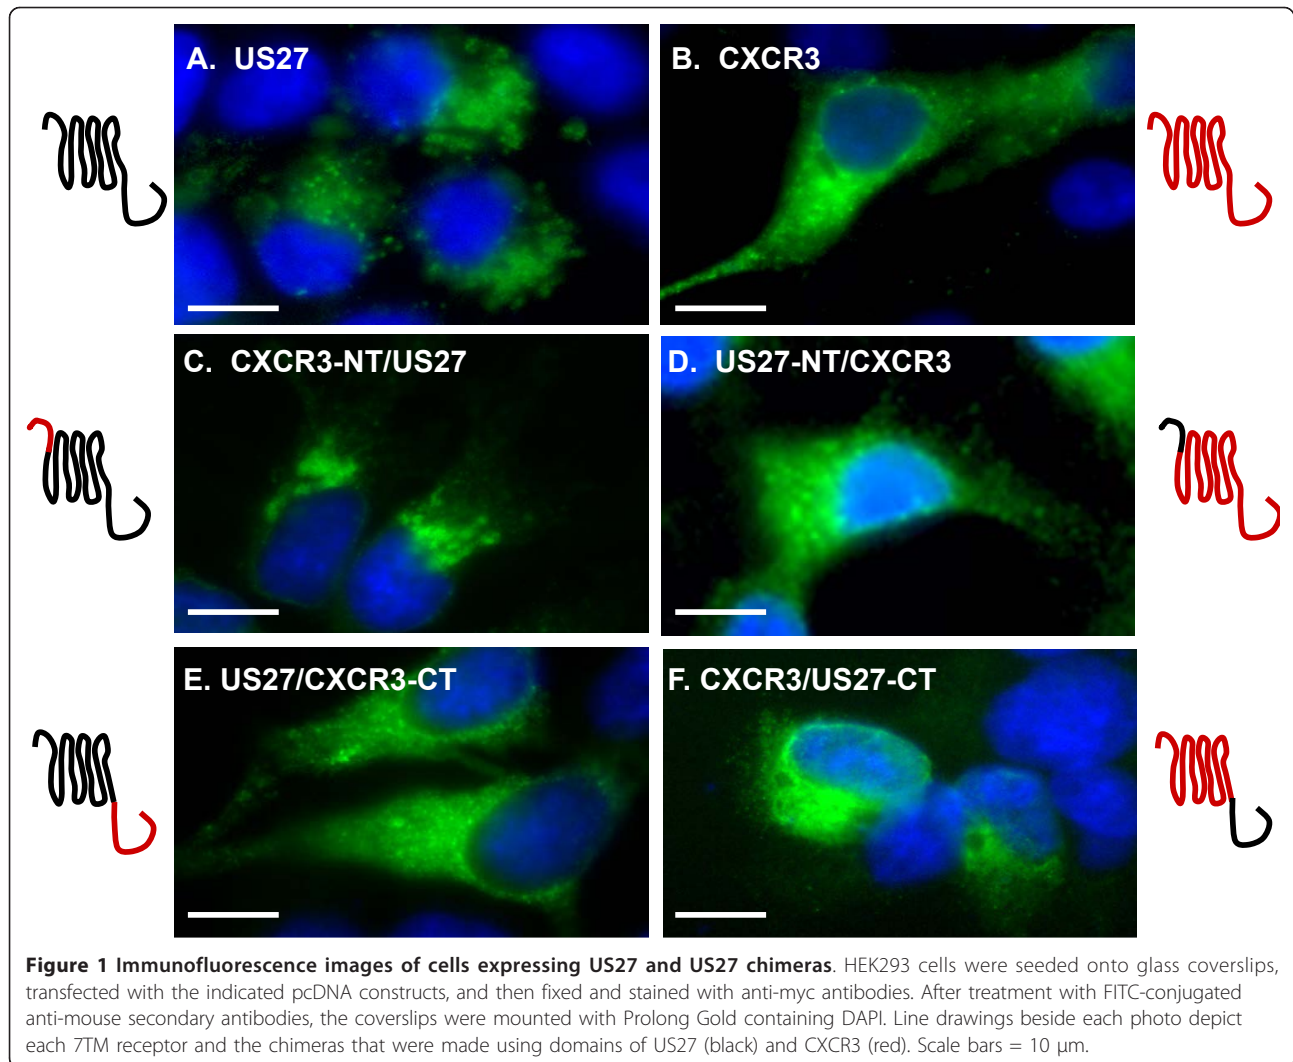 A. US27
B. CXCR3
C. CXCR3-NT/US27
D. US27-NT/CXCR3
E. US27/CXCR3-CT
F. CXCR3/US27-CT
Figure 1 Immunofluorescence images of cells expressing US27 and US27 chimeras. HEK293 cells were seeded onto glass coverslips,
transfected with the indicated pcDNA constructs, and then fixed and stained with anti-myc antibodies. After treatment with FITC-conjugated
anti-mouse secondary antibodies, the coverslips were mounted with Prolong Gold containing DAPI. Line drawings beside each photo depict
each 7TM receptor and the chimeras that were made using domains of US27 (black) and CXCR3 (red). Scale bars = 10 μm.